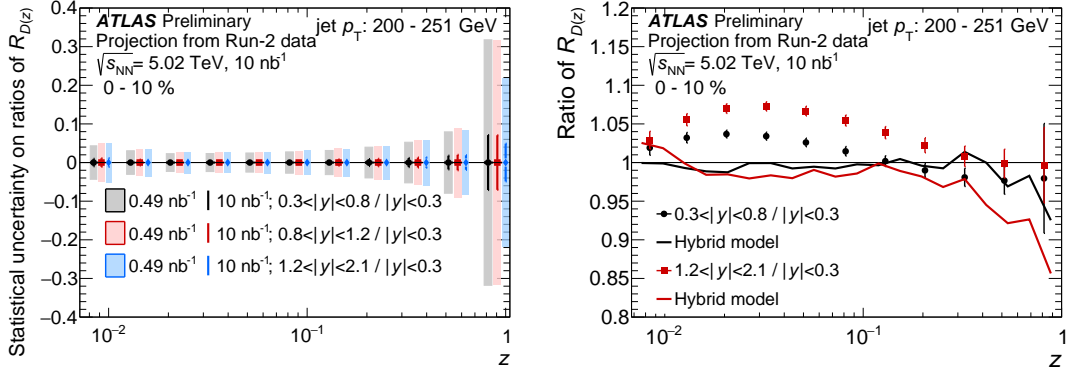 ATLAS Preliminary
jet pT: 200 - 251 GeV
Projection from Run-2 data
√sNN = 5.02 TeV, 10 nb⁻¹
0 - 10 %
Statistical uncertainty on ratios of RD(z)
0.4
0.3
0.2
0.1
0
−0.1
−0.2
−0.3
−0.4
0.49 nb⁻¹ 10 nb⁻¹; 0.3<|y|<0.8 / |y|<0.3
0.49 nb⁻¹ 10 nb⁻¹; 0.8<|y|<1.2 / |y|<0.3
0.49 nb⁻¹ 10 nb⁻¹; 1.2<|y|<2.1 / |y|<0.3
10⁻² 10⁻¹ 1
z
ATLAS Preliminary
jet pT: 200 - 251 GeV
Projection from Run-2 data
√sNN = 5.02 TeV, 10 nb⁻¹
0 - 10 %
Ratio of RD(z)
1.2
1.15
1.1
1.05
1
0.95
0.9
0.85
0.8
0.3<|y|<0.8 / |y|<0.3
Hybrid model
1.2<|y|<2.1 / |y|<0.3
Hybrid model
10⁻² 10⁻¹ 1
z